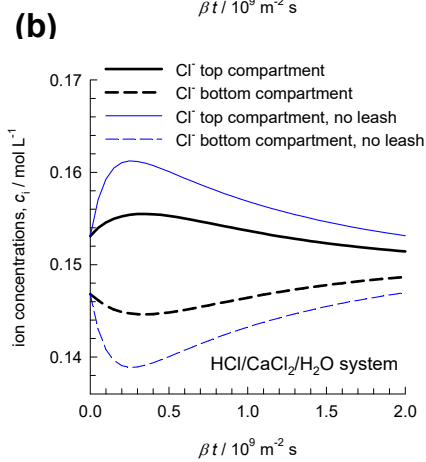 β t / 10⁹ m⁻² s
(b)
Cl⁻ top compartment
Cl⁻ bottom compartment
Cl⁻ top compartment, no leash
Cl⁻ bottom compartment, no leash
0.17
0.16
0.15
0.14
ion concentrations, cᵢ / mol L⁻¹
HCl/CaCl₂/H₂O system
0.0 0.5 1.0 1.5 2.0
β t / 10⁹ m⁻² s